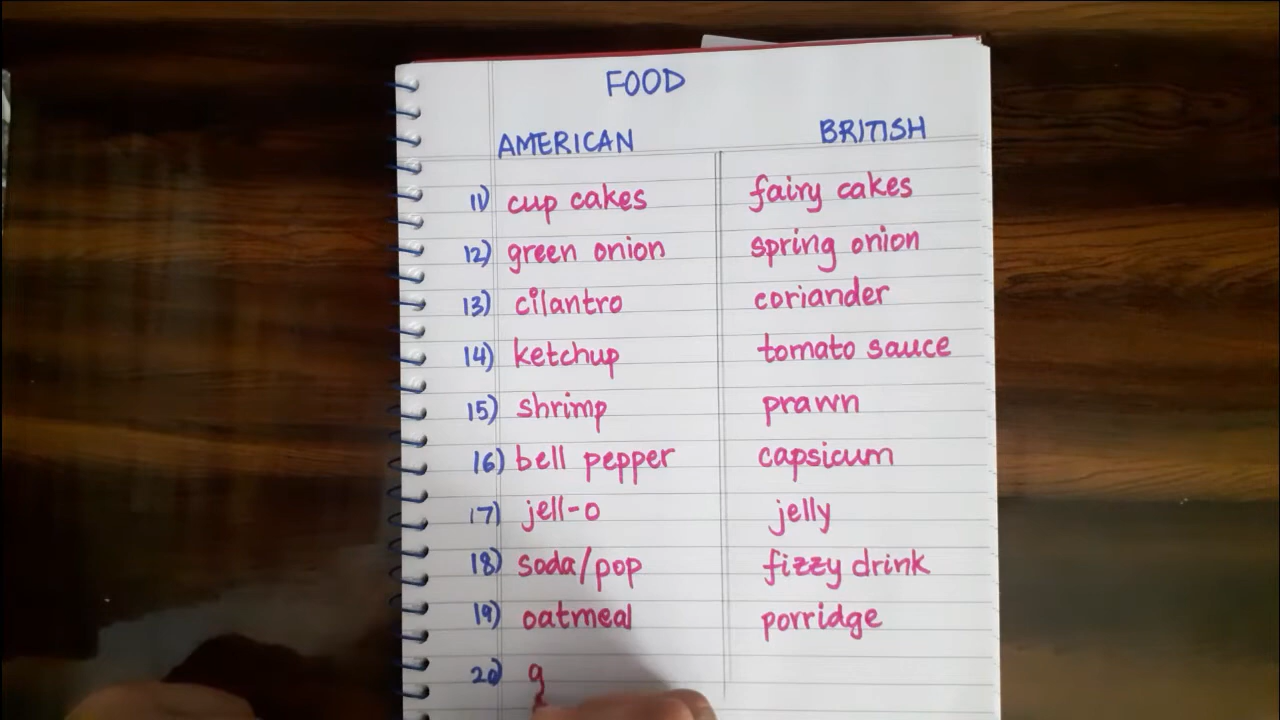 FOOD
AMERICAN BRITISH
11) cup cakes fairy cakes
12) green onion spring onion
13) cilantro coriander
14) ketchup tomato sauce
15) shrimp prawn
16) bell pepper capsicum
17) jell-o jelly
18) soda/pop fizzy drink
19) oatmeal porridge
20) g